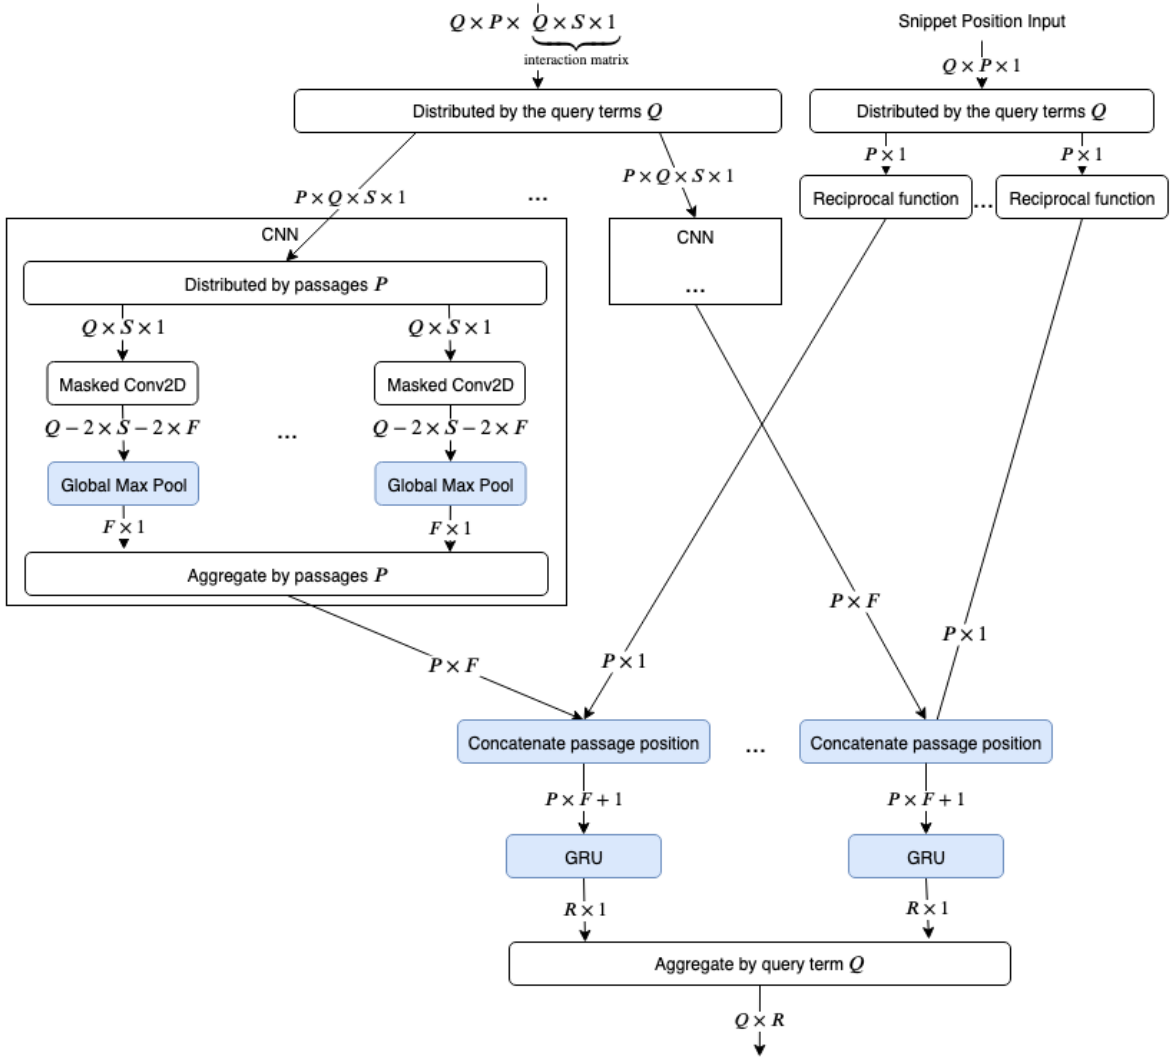 Q × P × Q × S × 1
interaction matrix
Snippet Position Input
Q × P × 1
Distributed by the query terms Q
Distributed by the query terms Q
P × 1
P × 1
P × Q × S × 1
P × Q × S × 1
...
Reciprocal function
...
Reciprocal function
CNN
CNN
...
Distributed by passages P
Q × S × 1
Q × S × 1
Masked Conv2D
Masked Conv2D
Q − 2 × S − 2 × F
...
Q − 2 × S − 2 × F
Global Max Pool
Global Max Pool
F × 1
F × 1
Aggregate by passages P
P × F
P × 1
P × F
P × 1
Concatenate passage position
...
Concatenate passage position
P × F + 1
P × F + 1
GRU
GRU
R × 1
R × 1
Aggregate by query term Q
Q × R